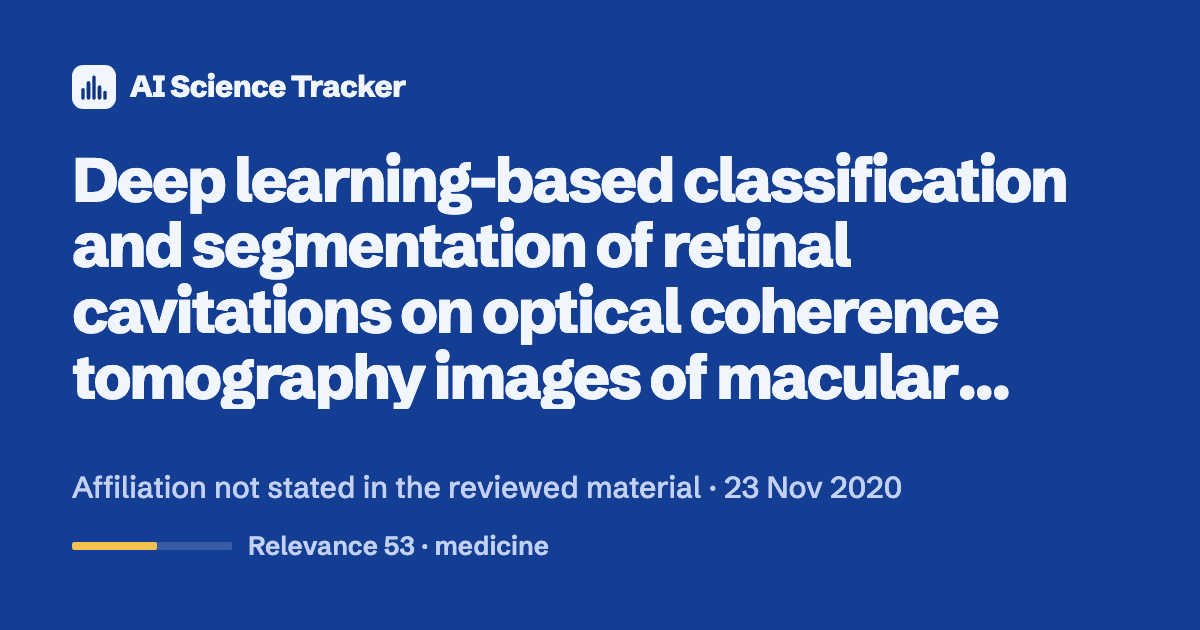 AI Science Tracker
Deep learning-based classification
and segmentation of retinal
cavitations on optical coherence
tomography images of macular...
Affiliation not stated in the reviewed material · 23 Nov 2020
Relevance 53 · medicine